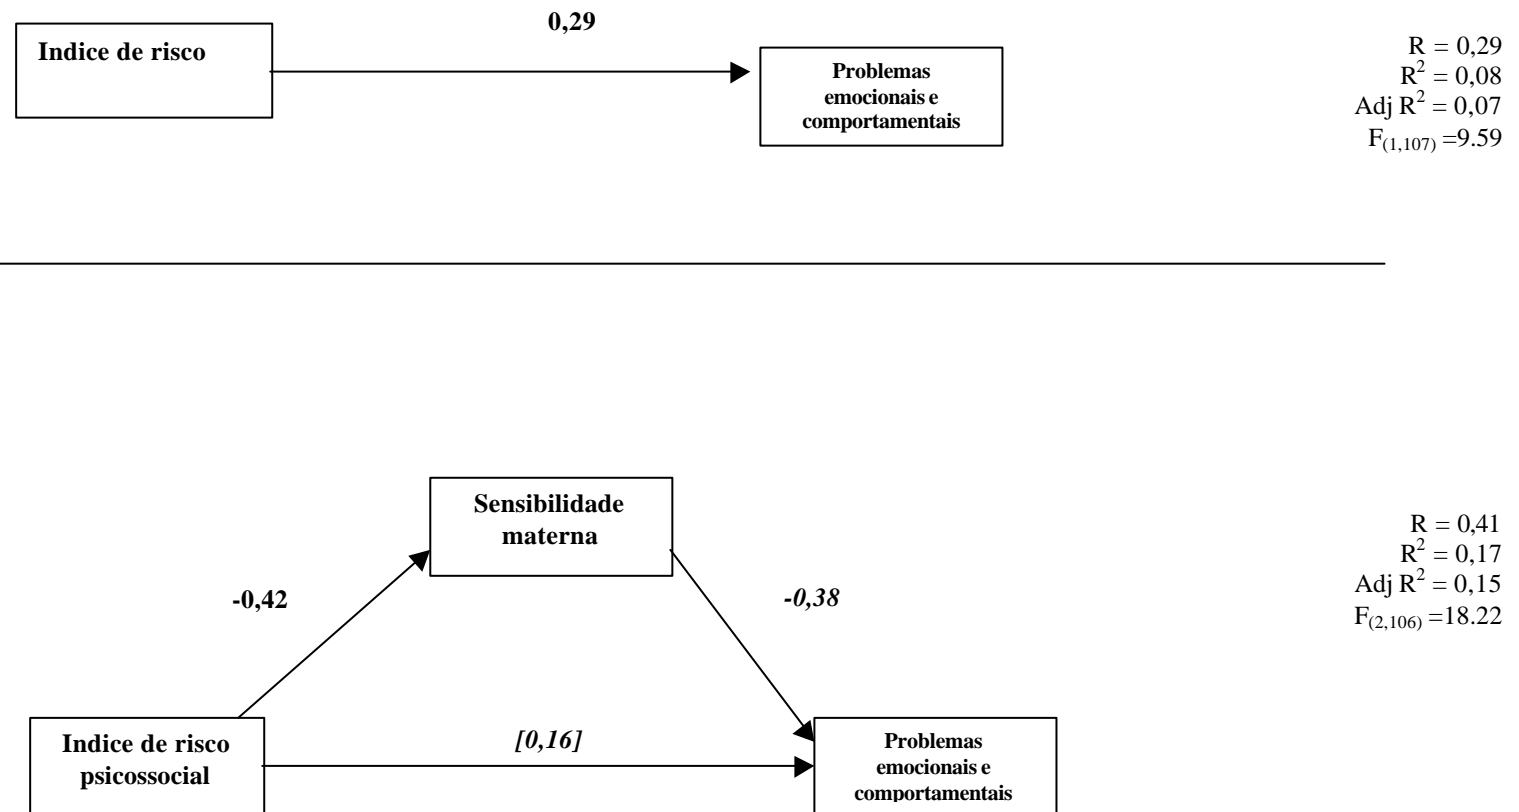 0,29
Indice de risco
Problemas
emocionais e
comportamentais
R = 0,29
R² = 0,08
Adj R² = 0,07
F(1,107) =9.59
Sensibilidade
materna
-0,42
-0,38
R = 0,41
R² = 0,17
Adj R² = 0,15
F(2,106) =18.22
Indice de risco
psicossocial
[0,16]
Problemas
emocionais e
comportamentais